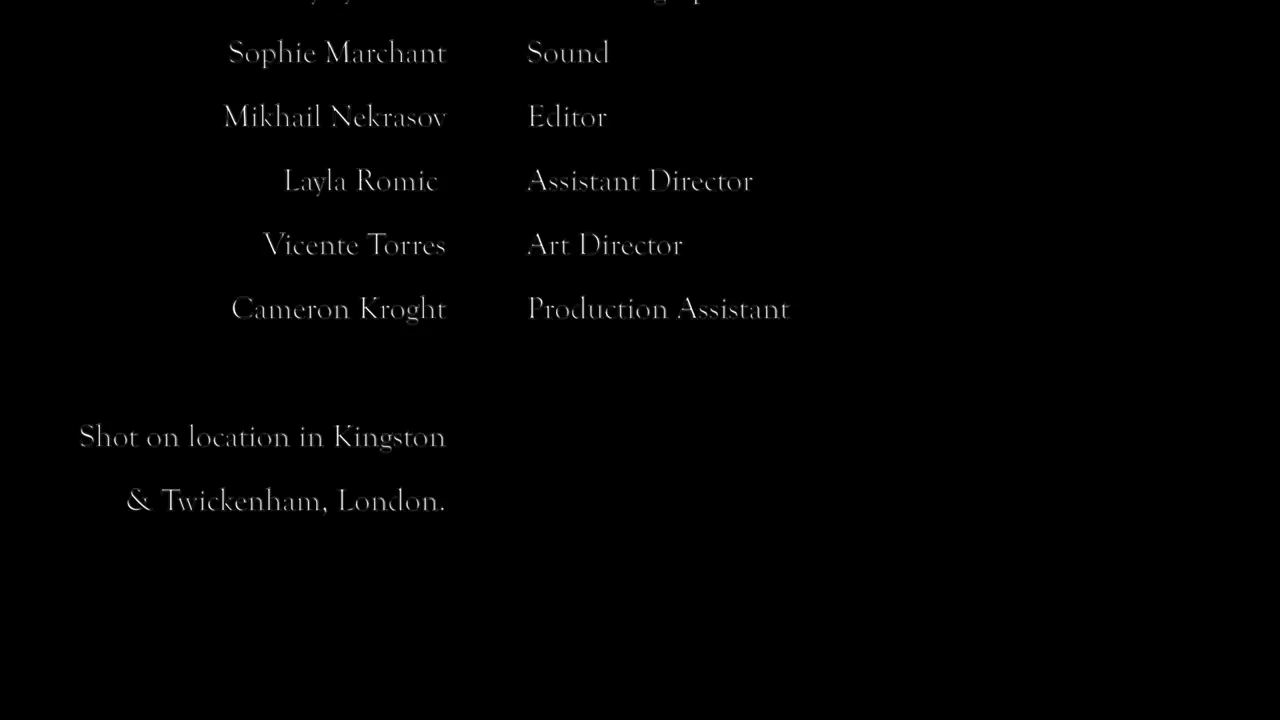 Sophie Marchant Sound
Mikhail Nekrasov Editor
Layla Romic Assistant Director
Vicente Torres Art Director
Cameron Kroght Production Assistant
Shot on location in Kingston
& Twickenham, London.